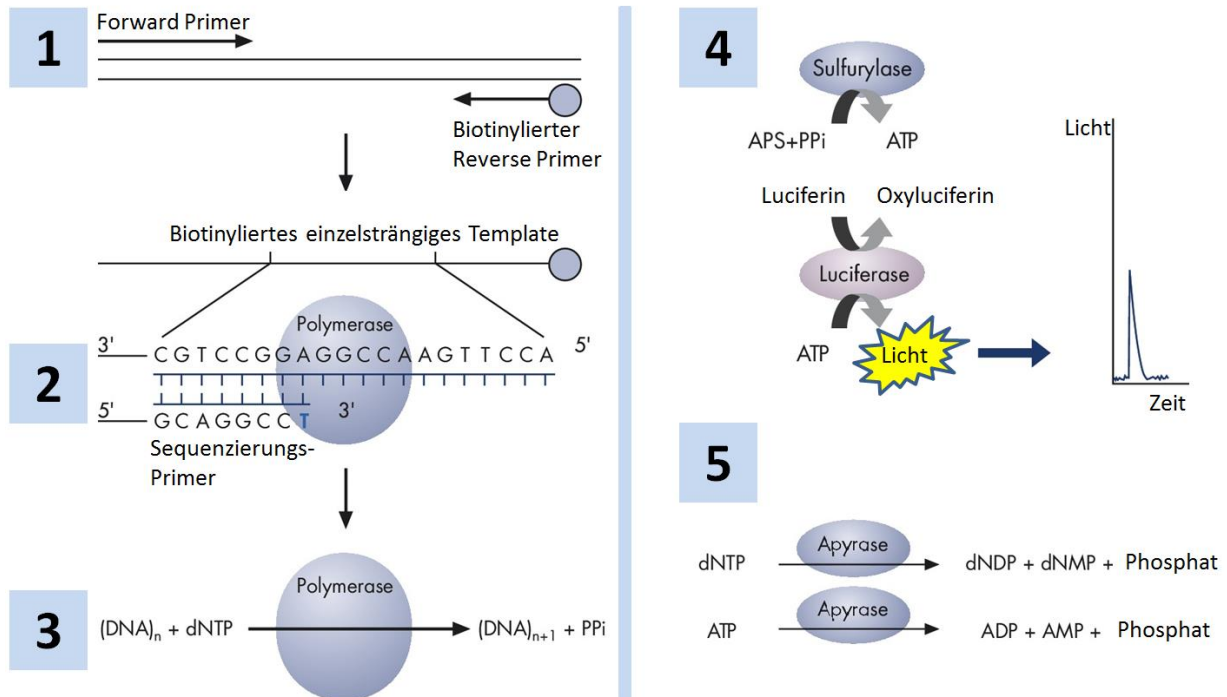 1
Forward Primer
Biotinylierter
Reverse Primer
Biotinyliertes einzelsträngiges Template
2
Polymerase
3' CGTCCGGAGGCCAAGTTCCA 5'
5' GCAGGCCT 3'
Sequenzierungs-
Primer
3
Polymerase
(DNA)n + dNTP (DNA)n+1 + PPi
4
Sulfurylase
APS+PPi ATP
Luciferin Oxyluciferin
Luciferase
ATP Licht
Licht
Zeit
5
Apyrase
dNTP dNDP + dNMP + Phosphat
Apyrase
ATP ADP + AMP + Phosphat